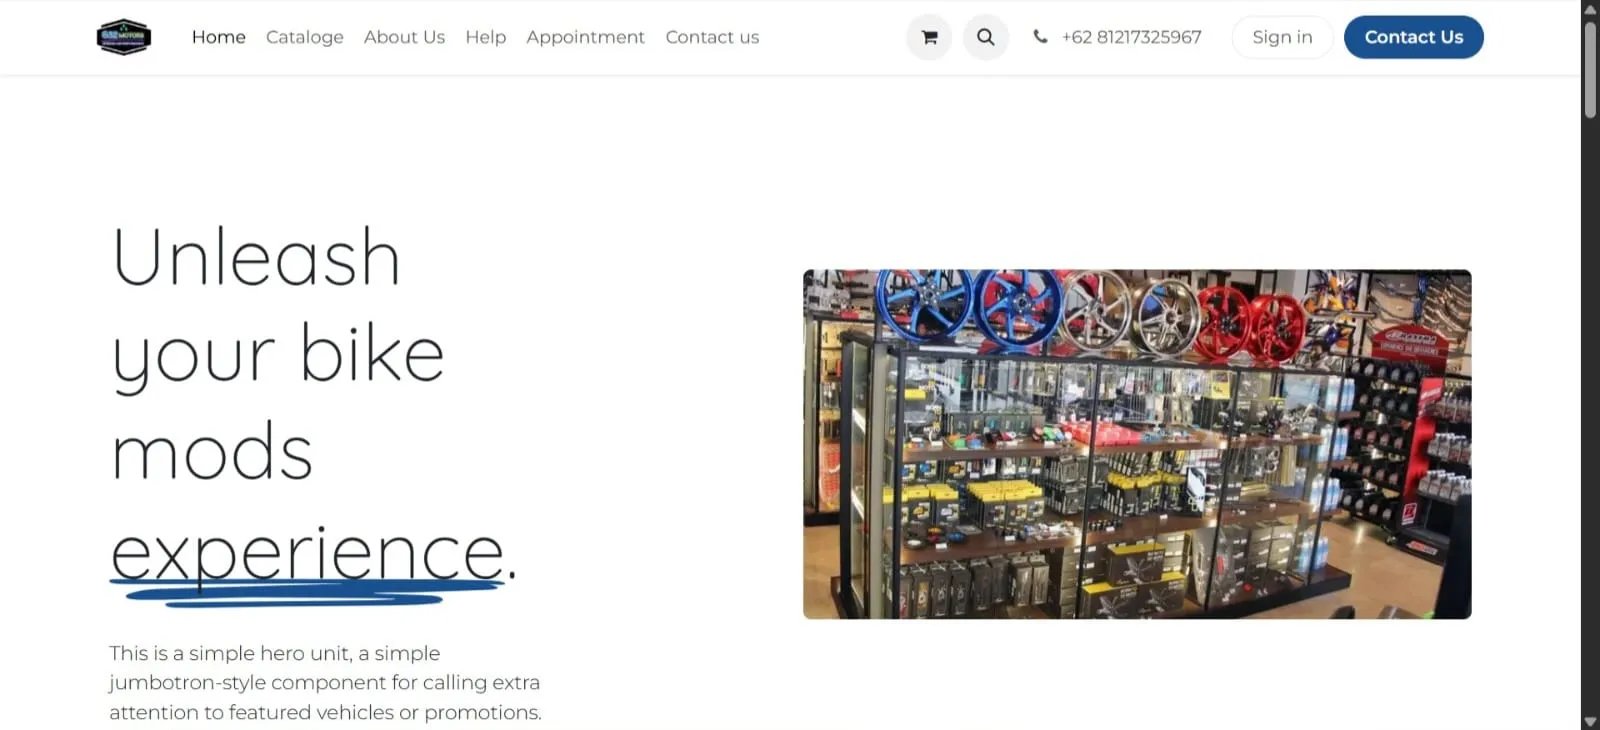 Home Cataloge About Us Help Appointment Contact us +62 81217325967 Sign in Contact Us
Unleash
your bike
mods
experience.
This is a simple hero unit, a simple
jumbotron-style component for calling extra
attention to featured vehicles or promotions.